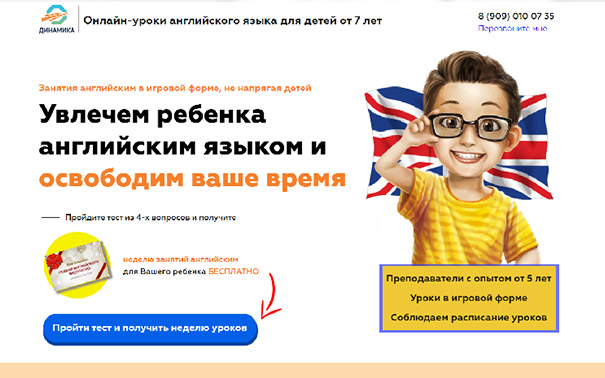 ДИНАМИКА
Онлайн-уроки английского языка для детей от 7 лет
8 (909) 010 07 35
Перезвоните мне
Занятия английским в игровой форме, не напрягая детей
Увлечем ребенка
английским языком и
освободим ваше время
Пройдите тест из 4-х вопросов и получите
неделю занятий английским
для Вашего ребенка БЕСПЛАТНО
Пройти тест и получить неделю уроков
Преподаватели с опытом от 5 лет
Уроки в игровой форме
Соблюдаем расписание уроков